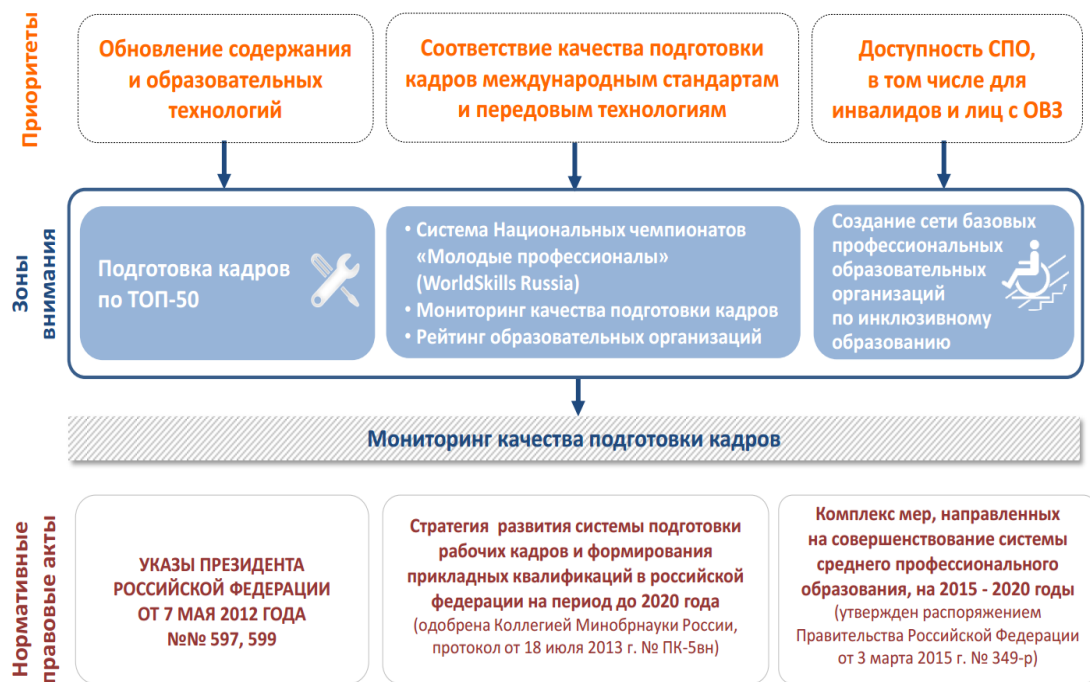 Приоритеты
Обновление содержания
и образовательных
технологий
Соответствие качества подготовки
кадров международным стандартам
и передовым технологиям
Доступность СПО,
в том числе для
инвалидов и лиц с ОВЗ
Зоны
внимания
Подготовка кадров
по ТОП-50
• Система Национальных чемпионатов
«Молодые профессионалы»
(WorldSkills Russia)
• Мониторинг качества подготовки кадров
• Рейтинг образовательных организаций
Создание сети базовых
профессиональных
образовательных
организаций
по инклюзивному
образованию
Мониторинг качества подготовки кадров
Нормативные
правовые акты
УКАЗЫ ПРЕЗИДЕНТА
РОССИЙСКОЙ ФЕДЕРАЦИИ
ОТ 7 МАЯ 2012 ГОДА
№№ 597, 599
Стратегия развития системы подготовки
рабочих кадров и формирования
прикладных квалификаций в российской
федерации на период до 2020 года
(одобрена Коллегией Минобрнауки России,
протокол от 18 июля 2013 г. № ПК-5вн)
Комплекс мер, направленных
на совершенствование системы
среднего профессионального
образования, на 2015 - 2020 годы
(утвержден распоряжением
Правительства Российской Федерации
от 3 марта 2015 г. № 349-р)